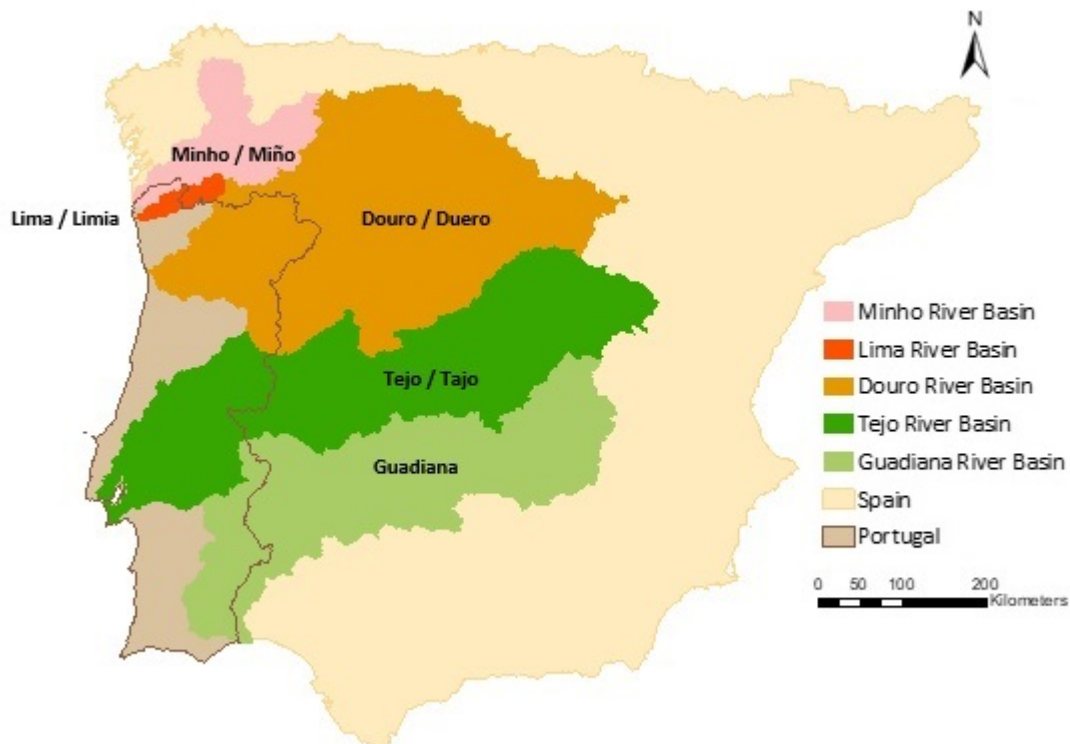 N
Minho / Miño
Lima / Limia
Douro / Duero
Tejo / Tajo
Guadiana
Minho River Basin
Lima River Basin
Douro River Basin
Tejo River Basin
Guadiana River Basin
Spain
Portugal
0 50 100 200
Kilometers